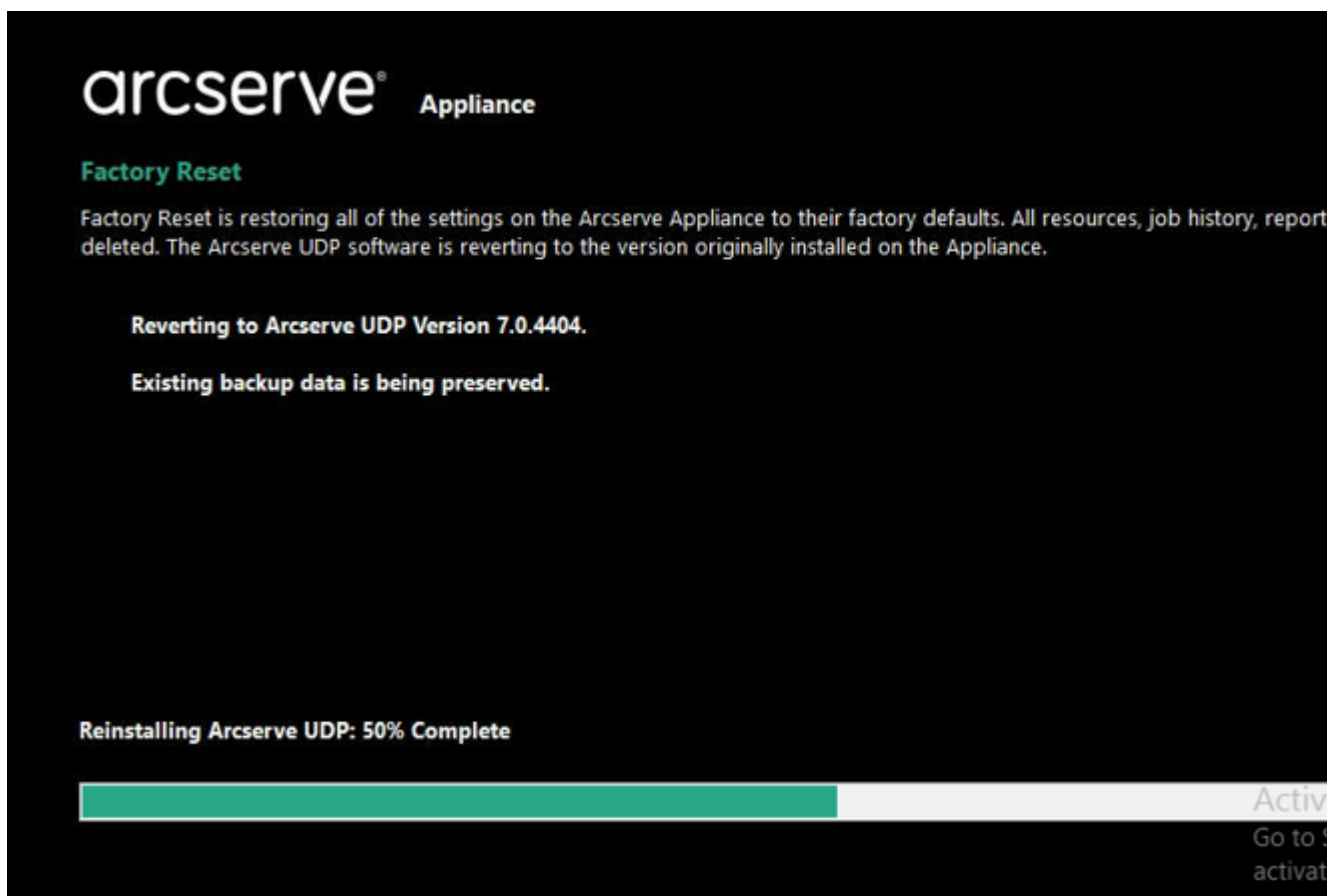 arcserve® Appliance
Factory Reset
Factory Reset is restoring all of the settings on the Arcserve Appliance to their factory defaults. All resources, job history, report
deleted. The Arcserve UDP software is reverting to the version originally installed on the Appliance.
Reverting to Arcserve UDP Version 7.0.4404.
Existing backup data is being preserved.
Reinstalling Arcserve UDP: 50% Complete
Activ
Go to S
activat